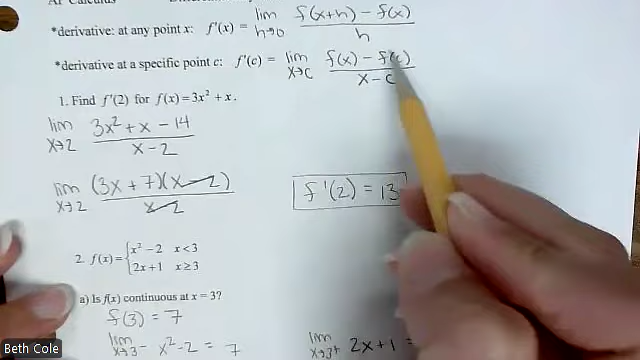 AP Calculus
*derivative: at any point x: f'(x) = lim h→0 f(x+h) - f(x) / h
*derivative at a specific point c: f'(c) = lim x→c f(x) - f(c) / x - c
1. Find f'(2) for f(x) = 3x² + x.
lim x→2 3x² + x - 14 / x - 2
lim x→2 (3x + 7)(x - 2) / x - 2
f'(2) = 13
2. f(x) = { x² - 2 x < 3
2x + 1 x ≥ 3
a) Is f(x) continuous at x = 3?
f(3) = 7
lim x→3⁻ x² - 2 = 7
lim x→3⁺ 2x + 1 =
Beth Cole